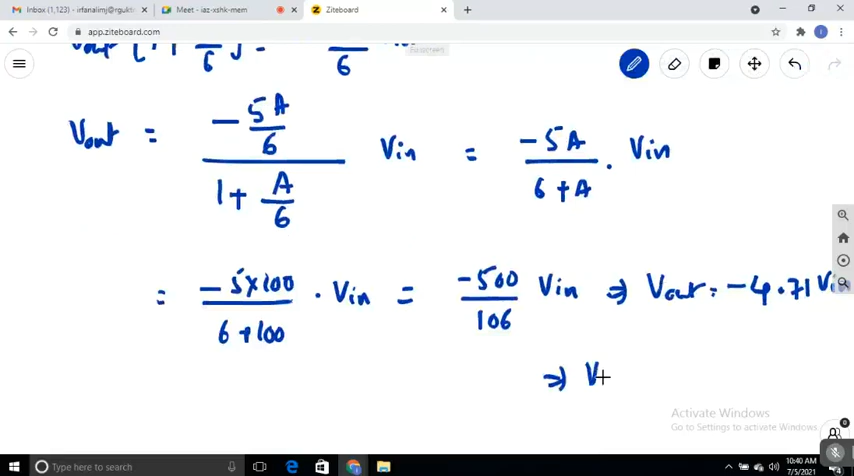 Inbox (1,123) - irfanalimj@rgukt
Meet - iaz-xshk-mem
Ziteboard
app.ziteboard.com
Vout = (-5A/6)/(1 + A/6) Vin = -5A/(6+A) . Vin
= (-5×100)/(6+100) . Vin = -500/106 Vin ⇒ Vout = -4.71 Vin
⇒ V
Activate Windows
Go to Settings to activate Windows.
Type here to search
10:40 AM
7/5/2021